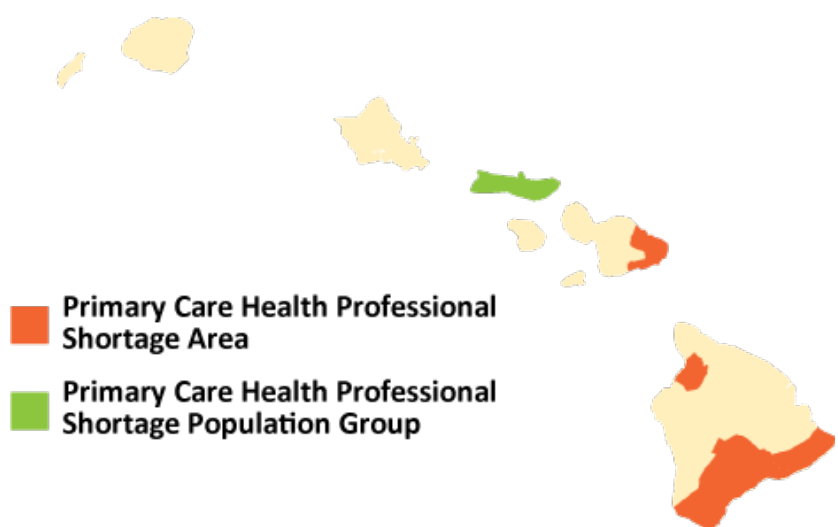 Primary Care Health Professional
Shortage Area
Primary Care Health Professional
Shortage Population Group